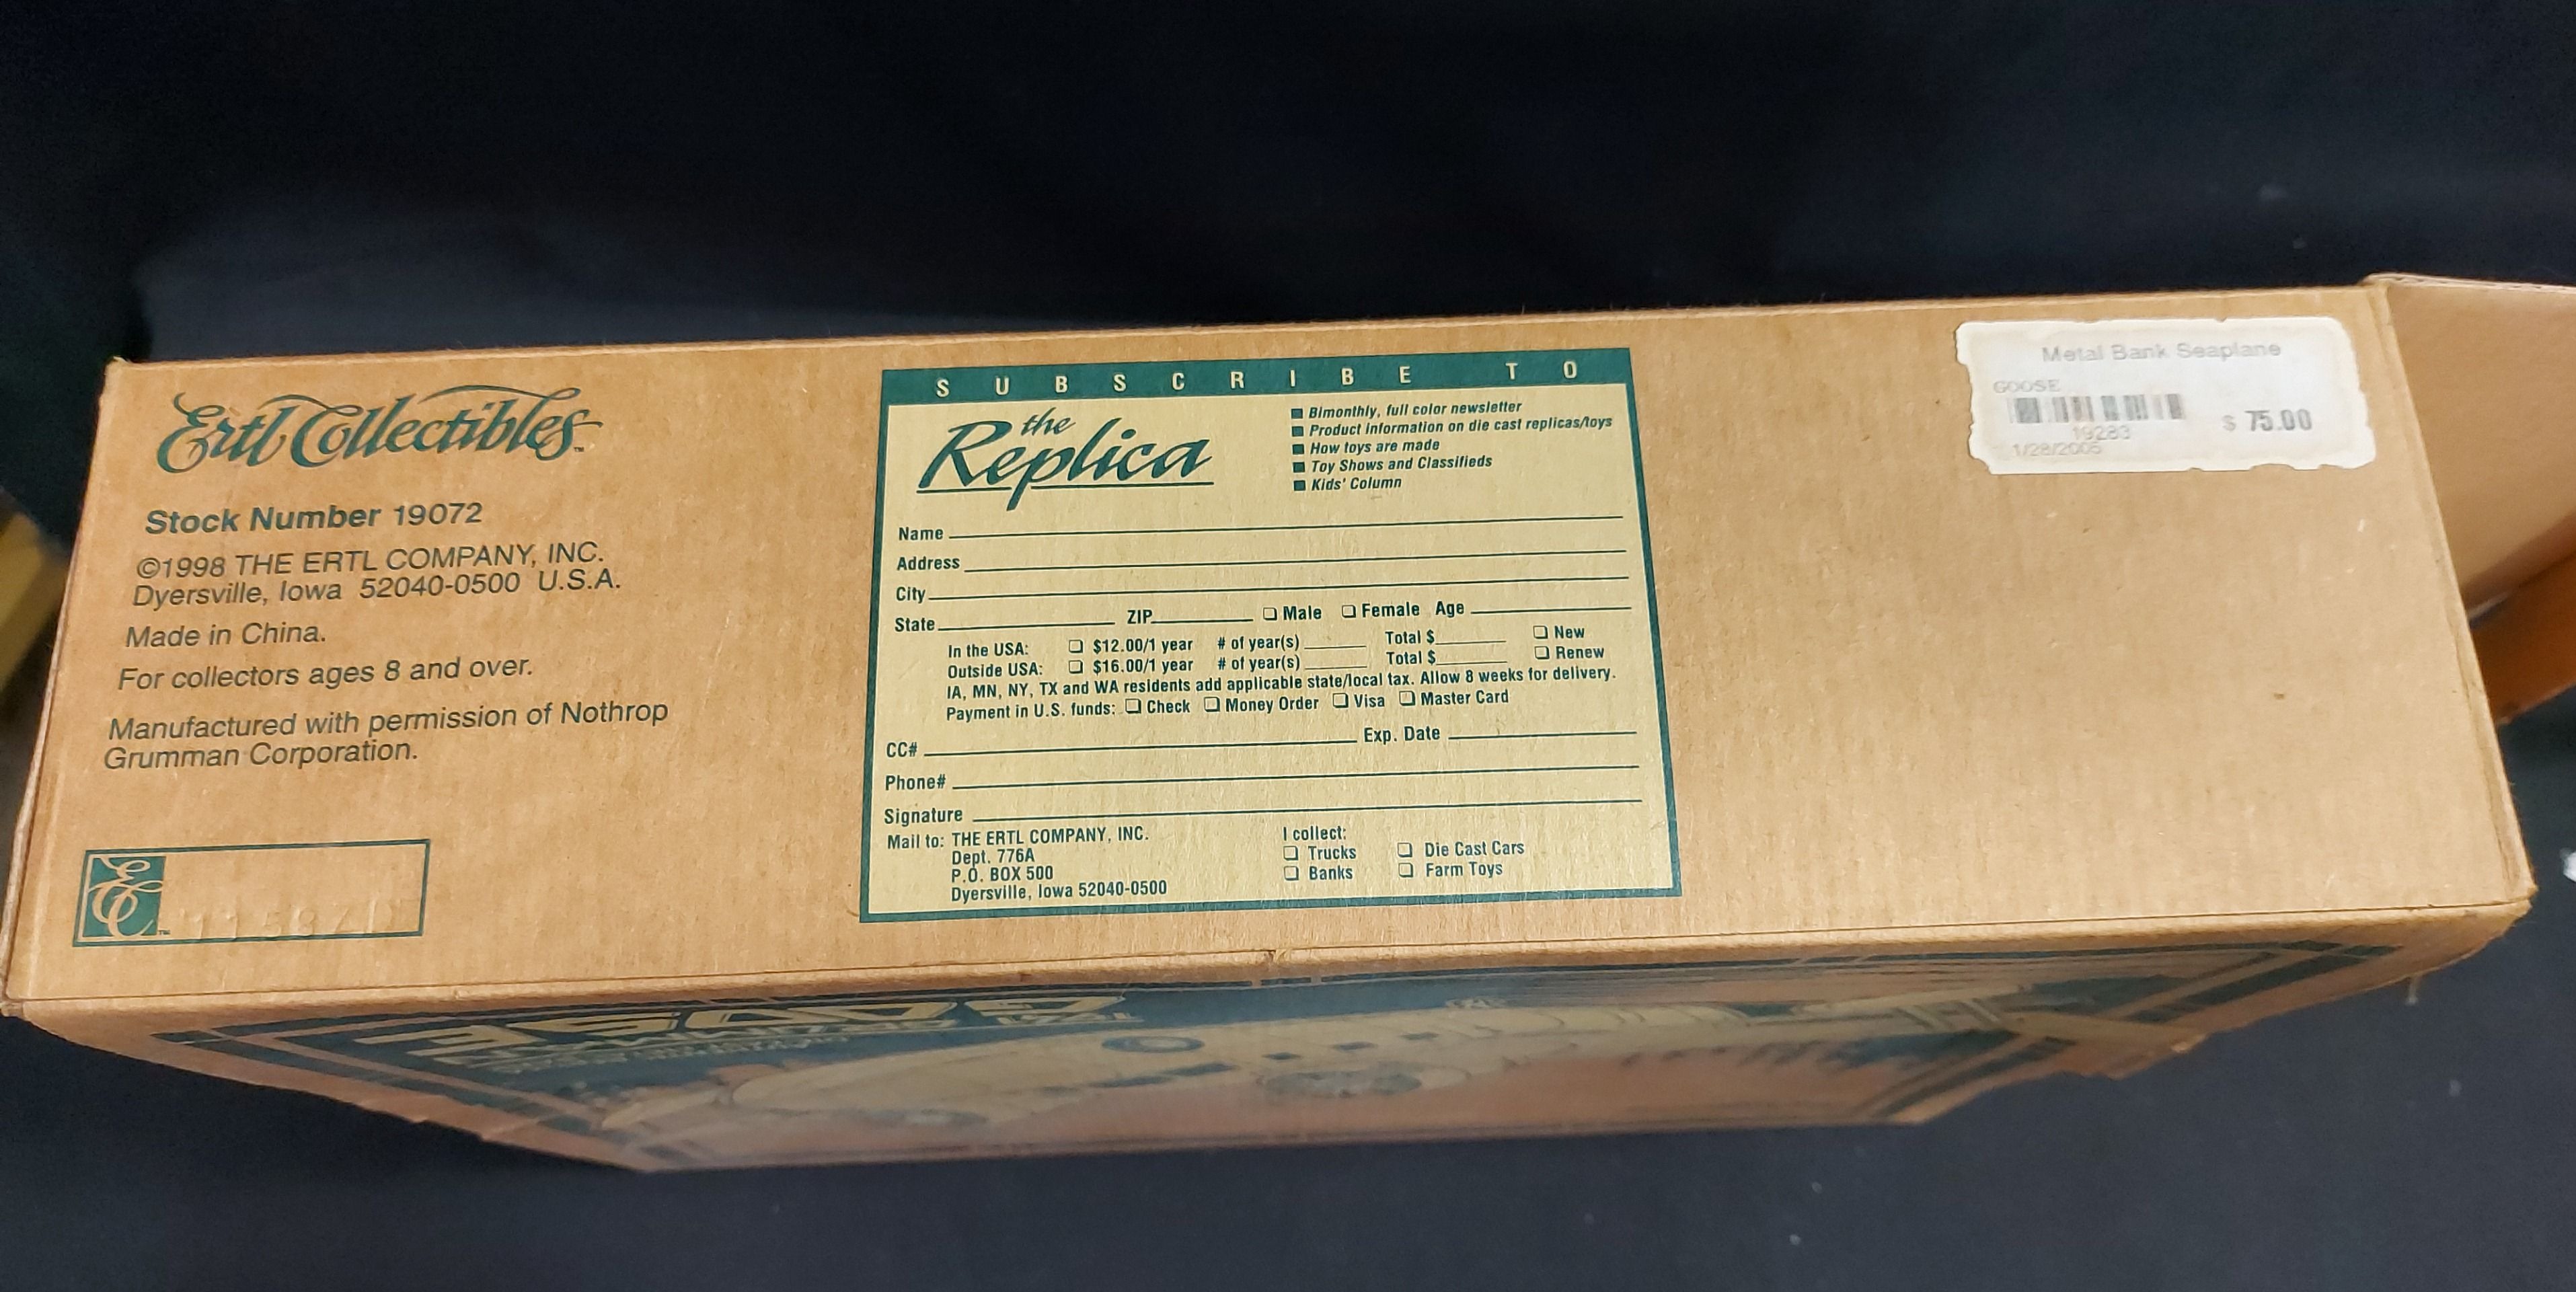 Ertl Collectibles™
Stock Number 19072
©1998 THE ERTL COMPANY, INC.
Dyersville, Iowa 52040-0500 U.S.A.
Made in China.
For collectors ages 8 and over.
Manufactured with permission of Nothrop
Grumman Corporation.
SUBSCRIBE TO
the
Replica
■ Bimonthly, full color newsletter
■ Product information on die cast replicas/toys
■ How toys are made
■ Toy Shows and Classifieds
■ Kids' Column
Name
Address
City
State ZIP ❏ Male ❏ Female Age
In the USA: ❏ $12.00/1 year # of year(s) Total $ ❏ New
Outside USA: ❏ $16.00/1 year # of year(s) Total $ ❏ Renew
IA, MN, NY, TX and WA residents add applicable state/local tax. Allow 8 weeks for delivery.
Payment in U.S. funds: ❏ Check ❏ Money Order ❏ Visa ❏ Master Card
CC# Exp. Date
Phone#
Signature
Mail to: THE ERTL COMPANY, INC.
Dept. 776A
P.O. BOX 500
Dyersville, Iowa 52040-0500
I collect:
❏ Trucks ❏ Die Cast Cars
❏ Banks ❏ Farm Toys
Metal Bank Seaplane
GOOSE
$ 75.00
19283
1/28/2005
GOOSE